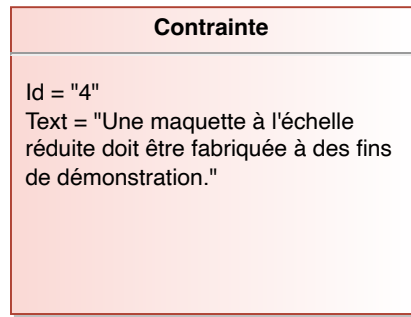 Contrainte
Id = "4"
Text = "Une maquette à l'échelle
réduite doit être fabriquée à des fins
de démonstration."